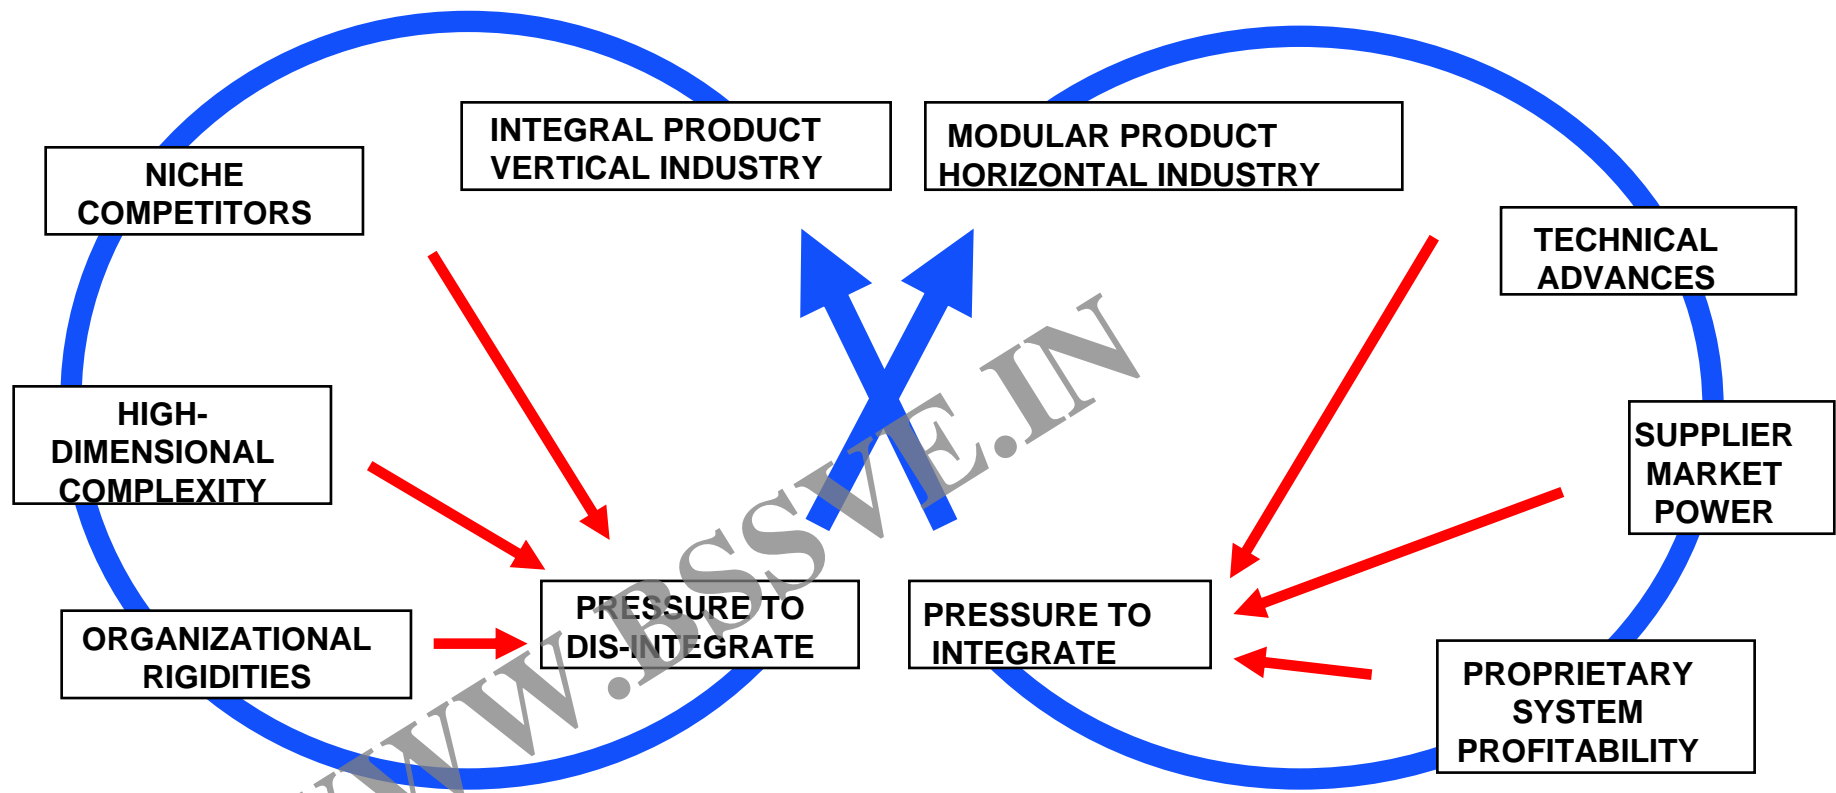 INTEGRAL PRODUCT
VERTICAL INDUSTRY
MODULAR PRODUCT
HORIZONTAL INDUSTRY
NICHE
COMPETITORS
TECHNICAL
ADVANCES
HIGH-
DIMENSIONAL
COMPLEXITY
SUPPLIER
MARKET
POWER
ORGANIZATIONAL
RIGIDITIES
PRESSURE TO
DIS-INTEGRATE
PRESSURE TO
INTEGRATE
PROPRIETARY
SYSTEM
PROFITABILITY
WWW.BSSVE.IN